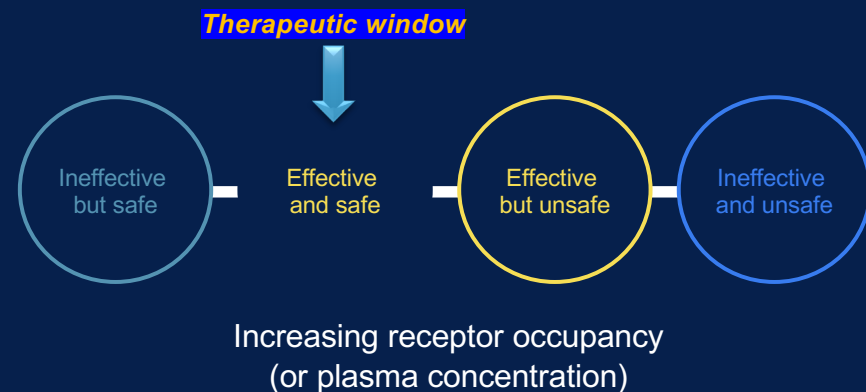 Therapeutic window
Ineffective
but safe
Effective
and safe
Effective
but unsafe
Ineffective
and unsafe
Increasing receptor occupancy
(or plasma concentration)